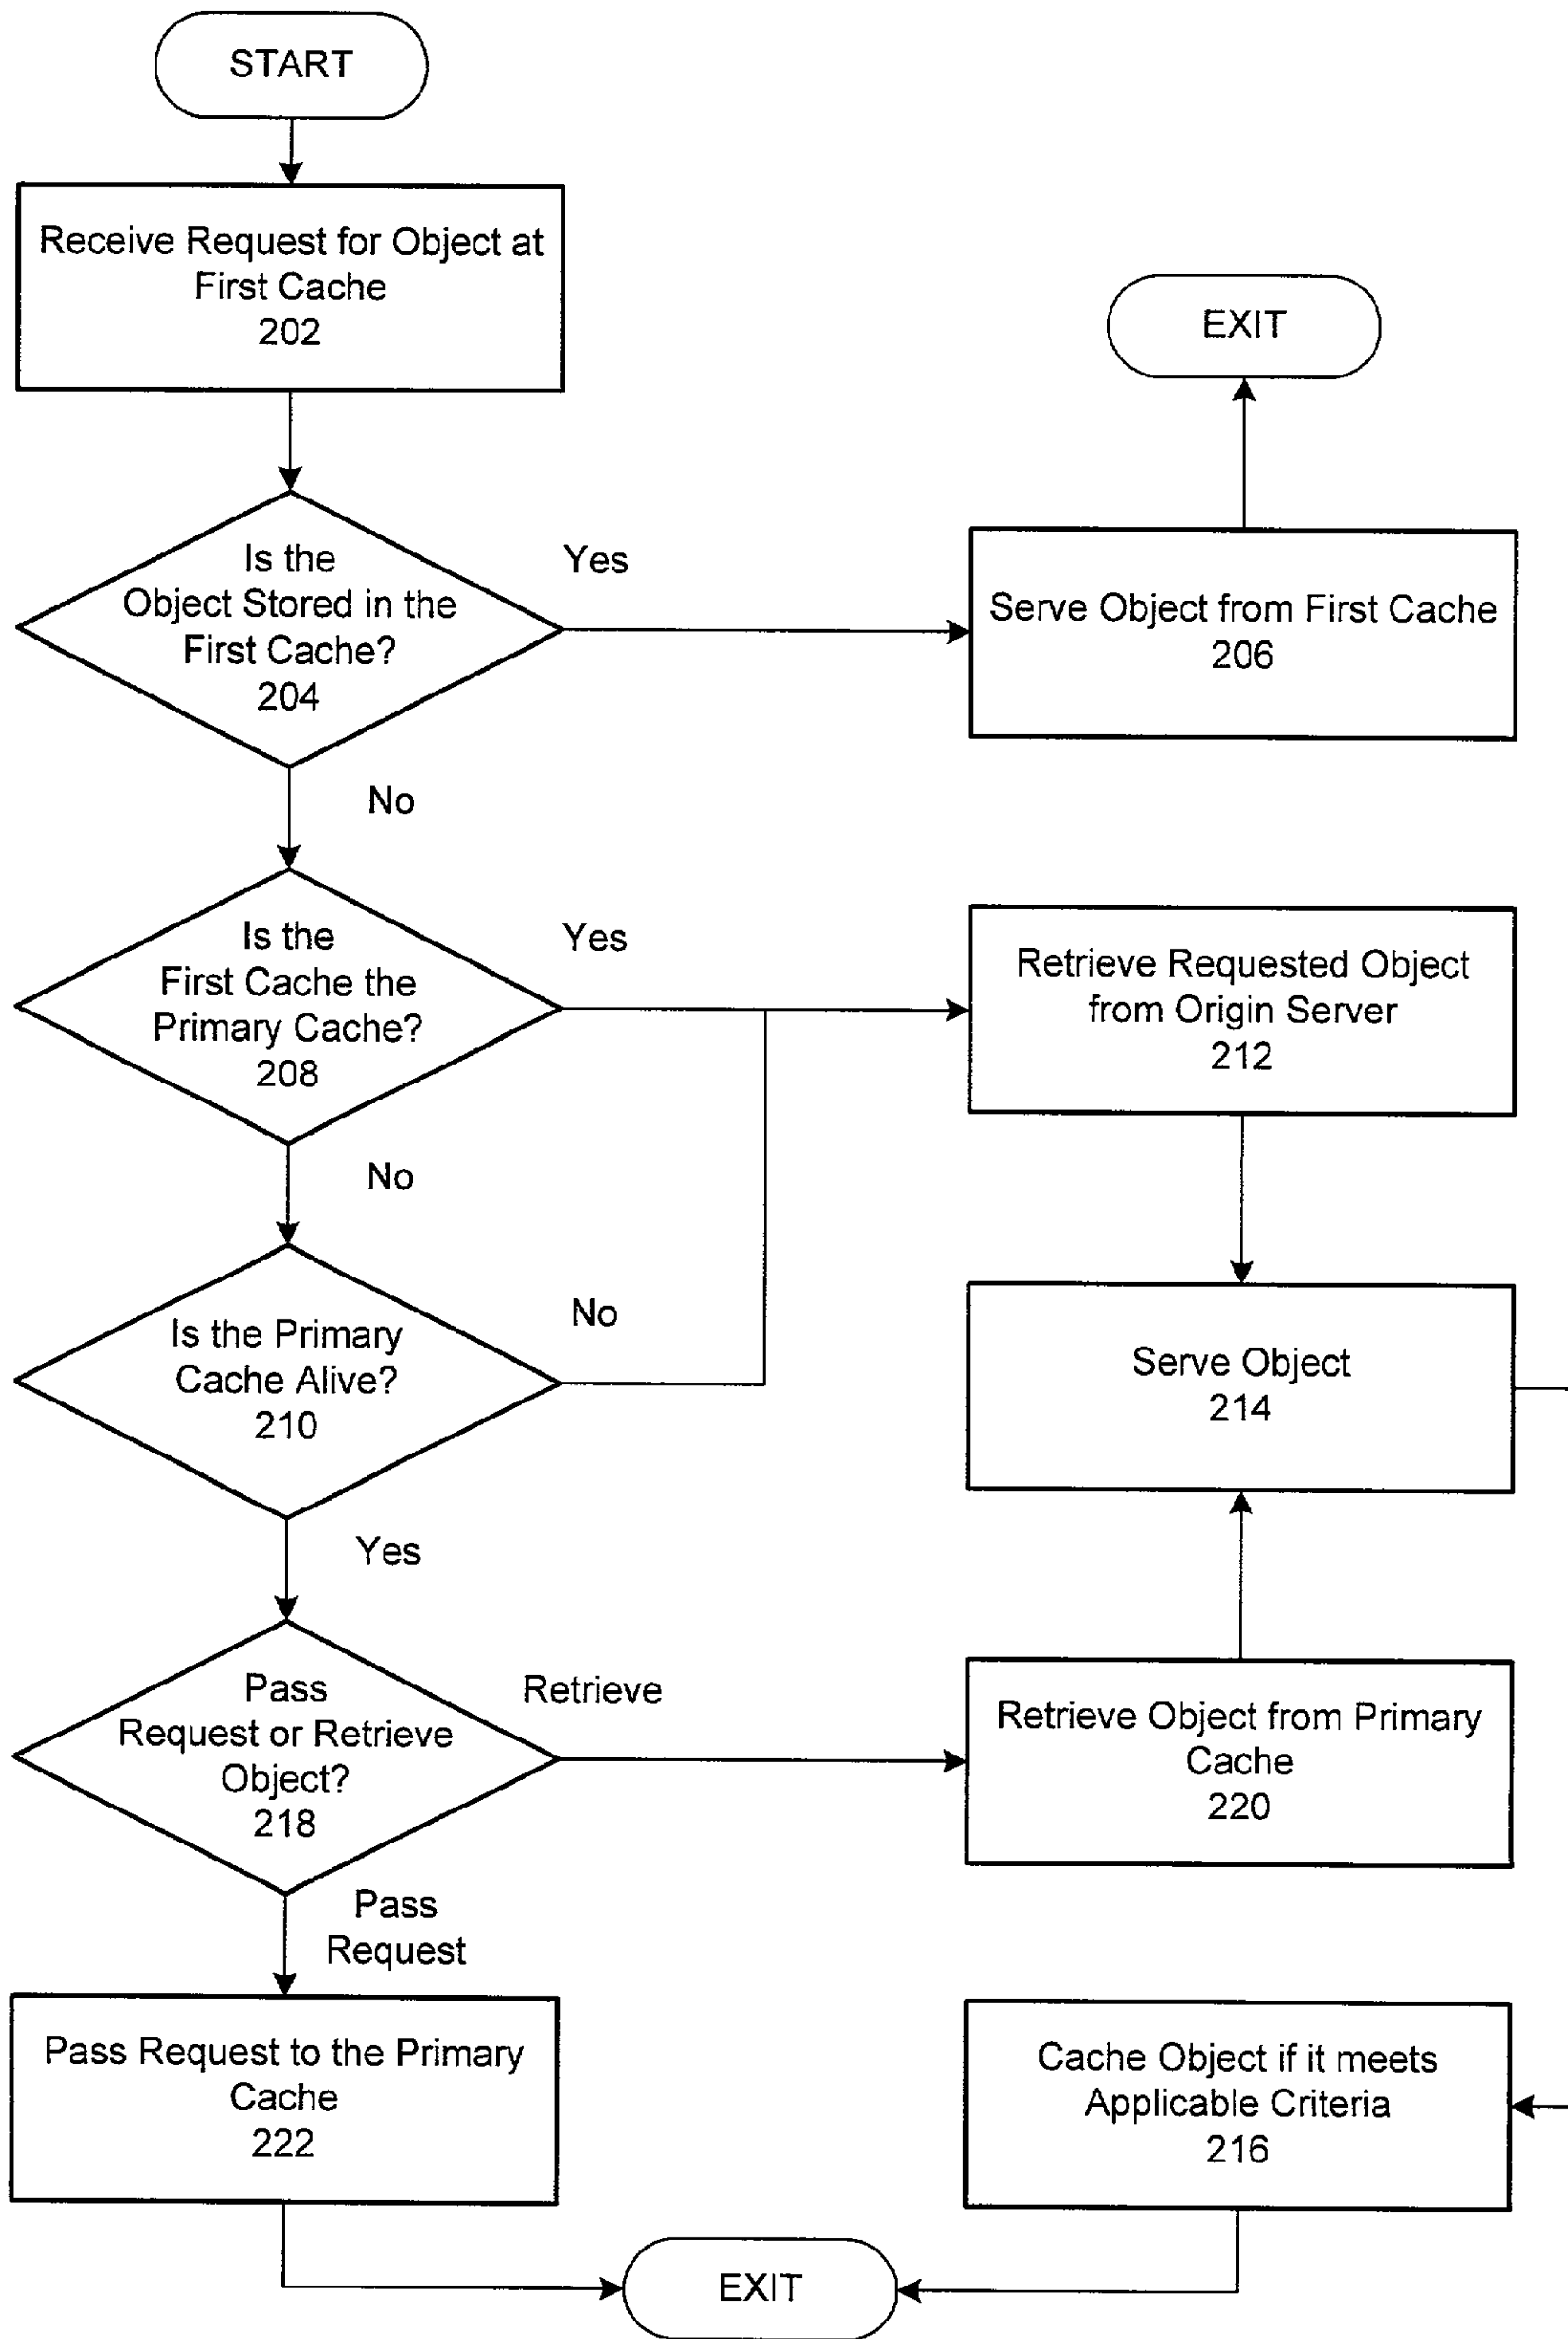 START
Receive Request for Object at
First Cache
202
EXIT
Is the
Object Stored in the
First Cache?
204
Yes
Serve Object from First Cache
206
No
Is the
First Cache the
Primary Cache?
208
Yes
Retrieve Requested Object
from Origin Server
212
No
Is the Primary
Cache Alive?
210
No
Serve Object
214
Yes
Pass
Request or Retrieve
Object?
218
Retrieve
Retrieve Object from Primary
Cache
220
Pass
Request
Pass Request to the Primary
Cache
222
Cache Object if it meets
Applicable Criteria
216
EXIT